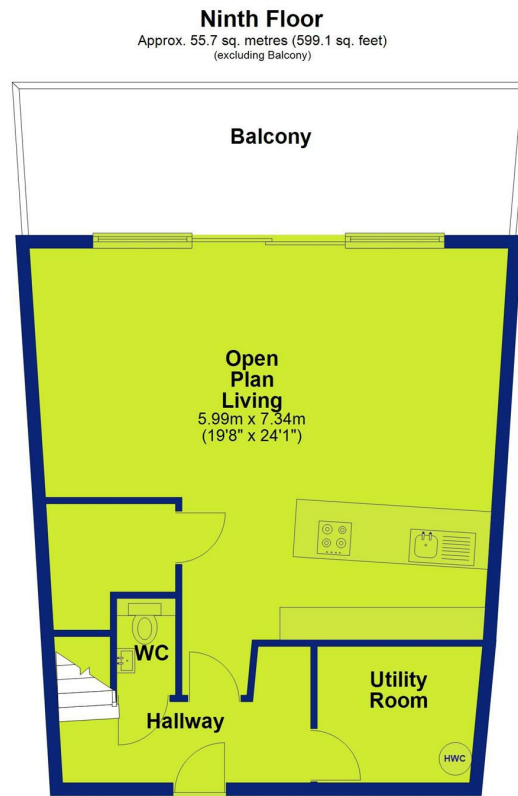 Ninth Floor
Approx. 55.7 sq. metres (599.1 sq. feet)
(excluding Balcony)
Balcony
Open
Plan
Living
5.99m x 7.34m
(19'8" x 24'1")
WC
Hallway
Utility
Room
HWC